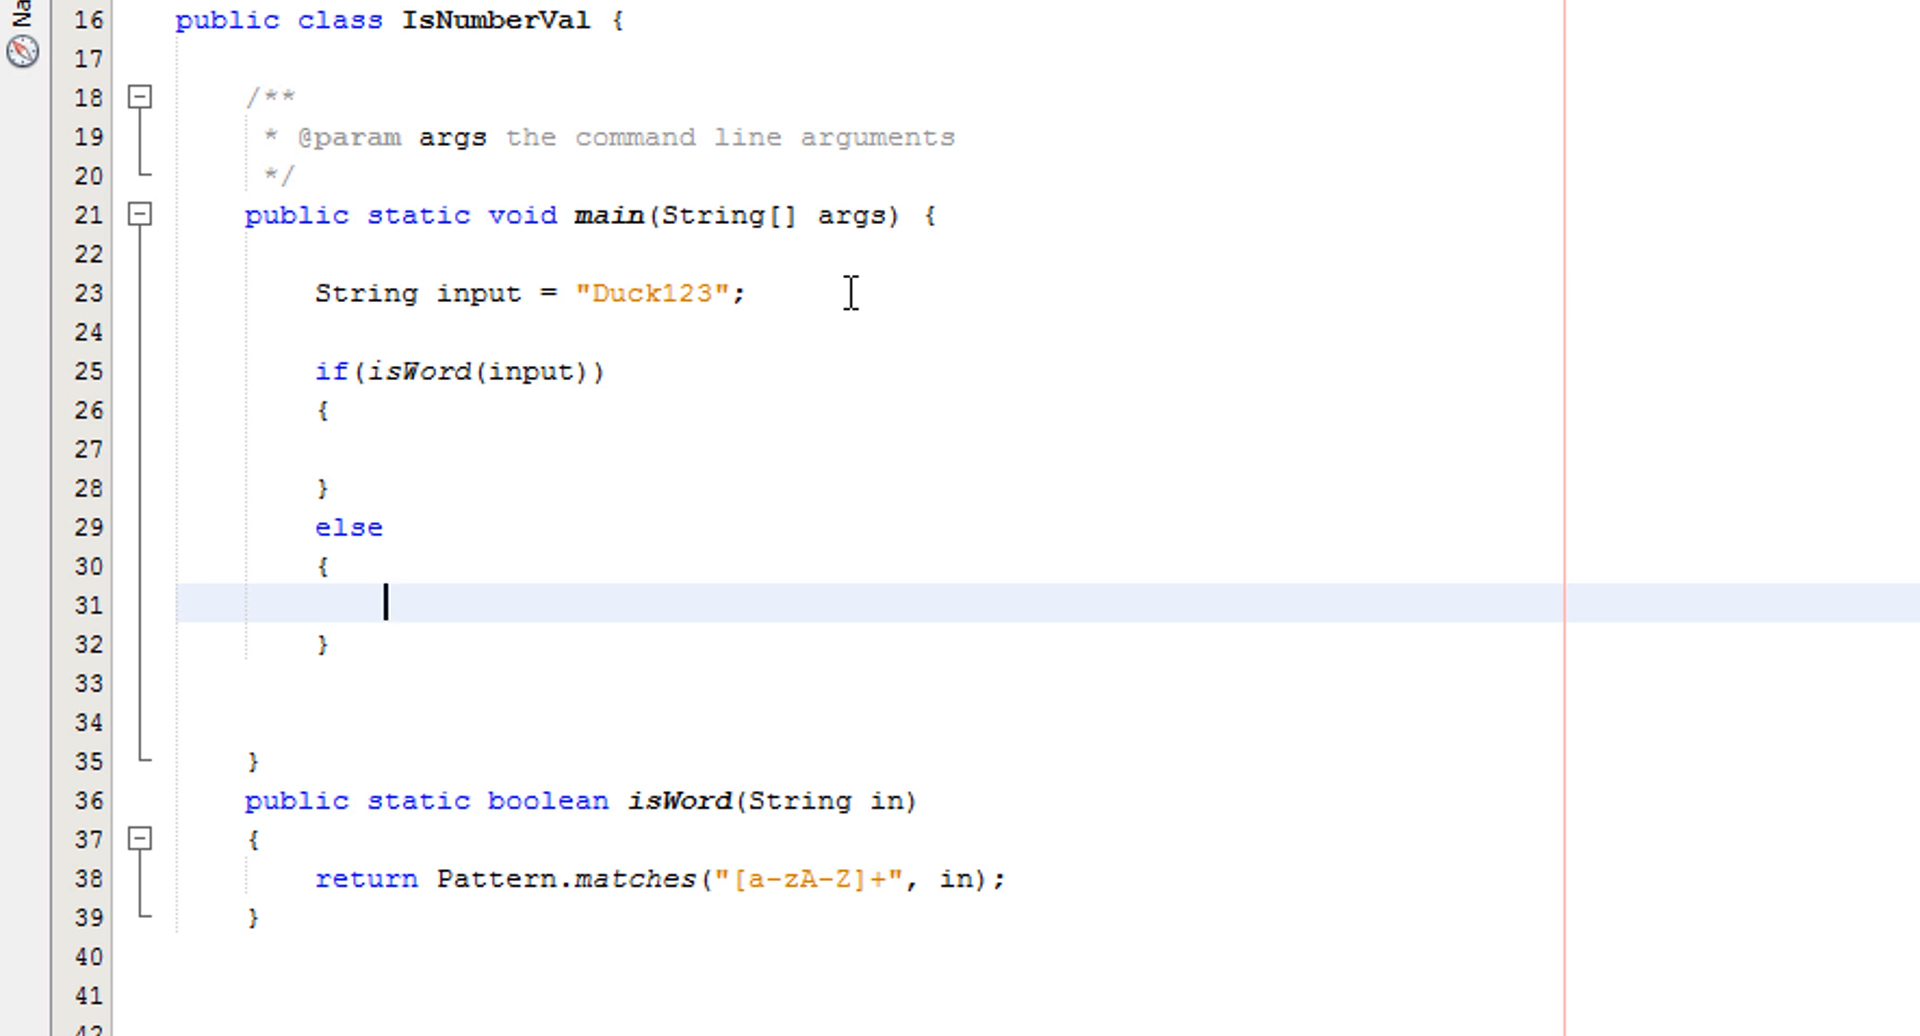 Na
16 public class IsNumberVal {
17
18 /**
19 * @param args the command line arguments
20 */
21 public static void main(String[] args) {
22
23 String input = "Duck123";
24
25 if(isWord(input))
26 {
27
28 }
29 else
30 {
31
32 }
33
34
35 }
36 public static boolean isWord(String in)
37 {
38 return Pattern.matches("[a-zA-Z]+", in);
39 }
40
41
42